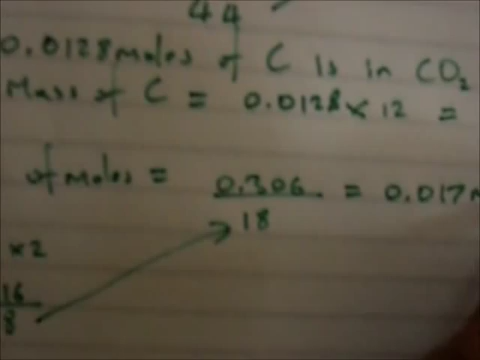 44
0.0128 moles of C is in CO2
Mass of C = 0.0128 x 12 =
of moles = 0.306 = 0.017
18
x2
16
8